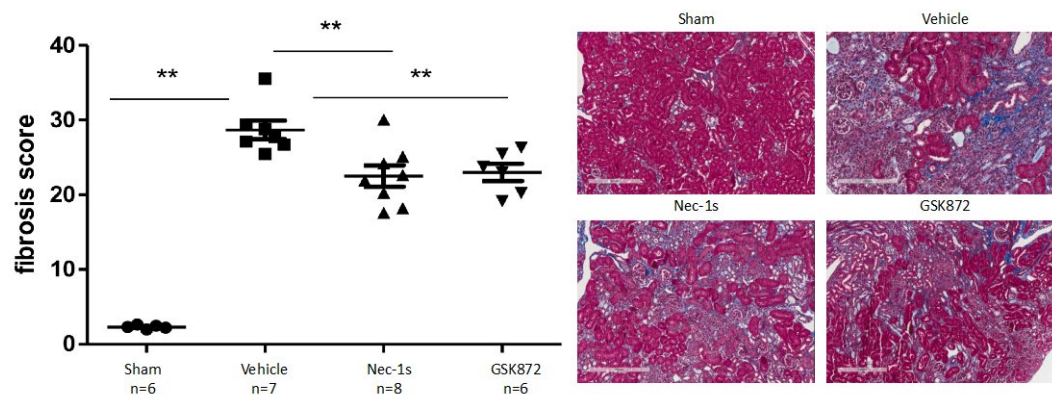 fibrosis score
40
30
20
10
0
**
**
**
Sham
n=6
Vehicle
n=7
Nec-1s
n=8
GSK872
n=6
Sham
Vehicle
Nec-1s
GSK872